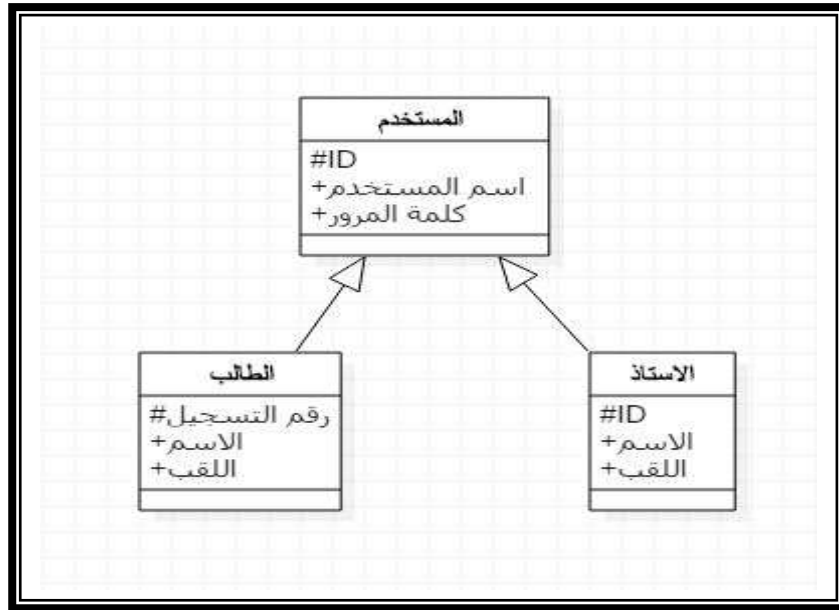 المستخدم
#ID
+اسم المستخدم
+كلمة المرور
الطالب
#رقم التسجيل
+الاسم
+اللقب
الاستاذ
#ID
+الاسم
+اللقب